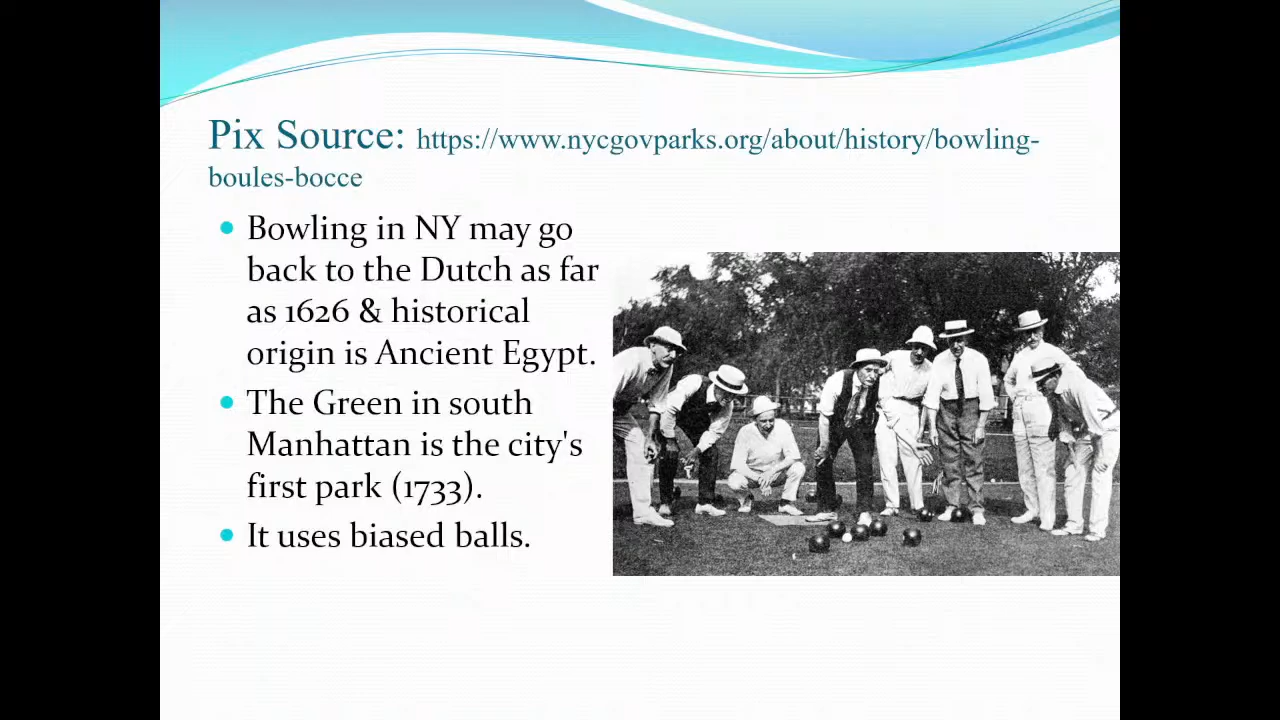 Pix Source: https://www.nycgovparks.org/about/history/bowling-
boules-bocce
Bowling in NY may go
back to the Dutch as far
as 1626 & historical
origin is Ancient Egypt.
The Green in south
Manhattan is the city's
first park (1733).
It uses biased balls.